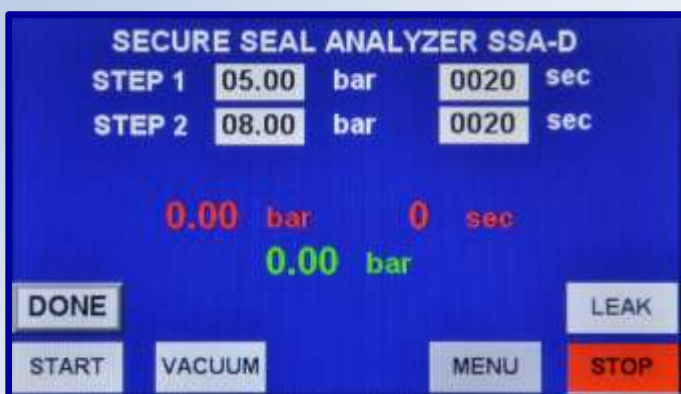 SECURE SEAL ANALYZER SSA-D
STEP 1 05.00 bar 0020 sec
STEP 2 08.00 bar 0020 sec
0.00 bar 0 sec
0.00 bar
DONE LEAK
START VACUUM MENU STOP